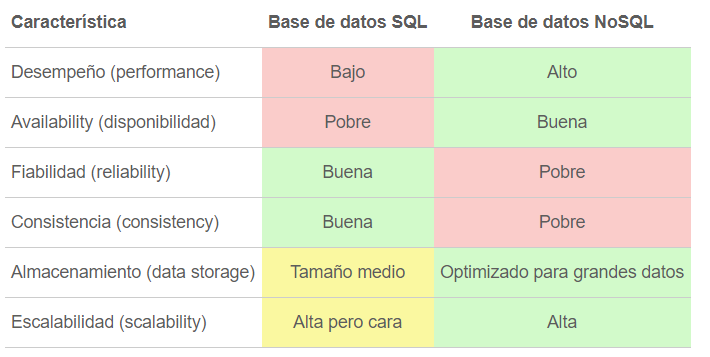 Característica Base de datos SQL Base de datos NoSQL
Desempeño (performance) Bajo Alto
Availability (disponibilidad) Pobre Buena
Fiabilidad (reliability) Buena Pobre
Consistencia (consistency) Buena Pobre
Almacenamiento (data storage) Tamaño medio Optimizado para grandes datos
Escalabilidad (scalability) Alta pero cara Alta